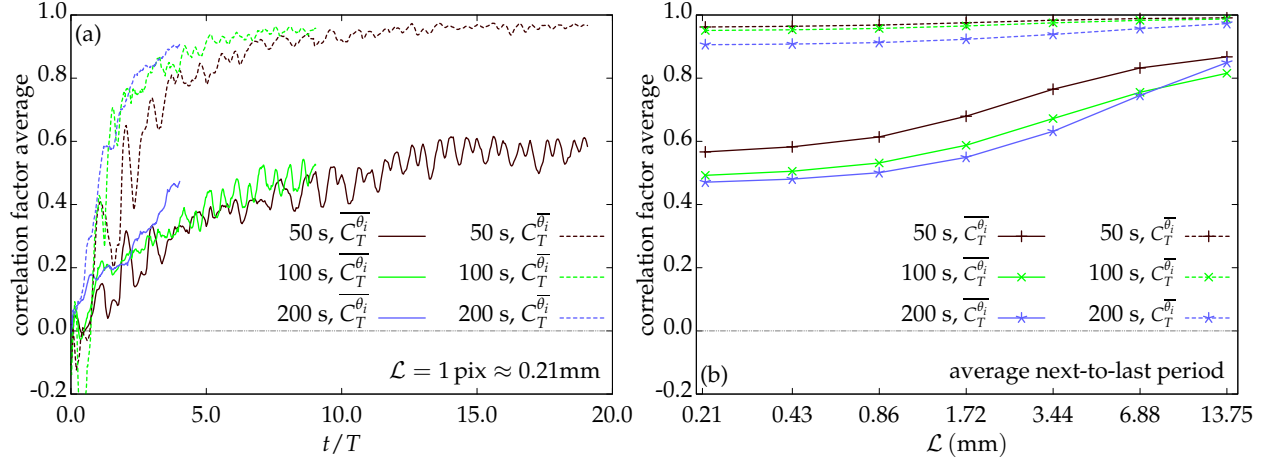 (a)
correlation factor average
1.0
0.8
0.6
0.4
0.2
0.0
-0.2
50 s, $\overline{C_T^{\theta_i}}$ 50 s, $C_T^{\overline{\theta_i}}$
100 s, $\overline{C_T^{\theta_i}}$ 100 s, $C_T^{\overline{\theta_i}}$
200 s, $\overline{C_T^{\theta_i}}$ 200 s, $C_T^{\overline{\theta_i}}$
ℒ = 1 pix ≈ 0.21mm
0.0 5.0 10.0 15.0 20.0
t/T
correlation factor average
1.0
0.8
0.6
0.4
0.2
0.0
-0.2
50 s, $\overline{C_T^{\theta_i}}$ 50 s, $C_T^{\overline{\theta_i}}$
100 s, $\overline{C_T^{\theta_i}}$ 100 s, $C_T^{\overline{\theta_i}}$
200 s, $\overline{C_T^{\theta_i}}$ 200 s, $C_T^{\overline{\theta_i}}$
(b) average next-to-last period
0.21 0.43 0.86 1.72 3.44 6.88 13.75
ℒ (mm)